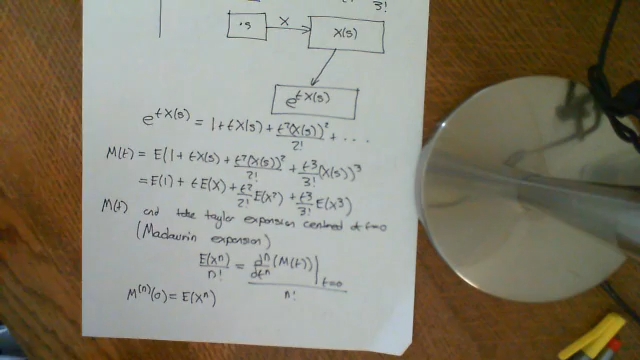 3!
·s X X(s)
e^{tX(s)}
e^{tX(s)} = 1 + tX(s) + t²(X(s))²/2! + ...
M(t) = E(1 + tX(s) + t²(X(s))²/2! + t³/3! (X(s))³)
= E(1) + tE(X) + t²/2! E(X²) + t³/3! E(X³)
M(t) and take taylor expansion centred at t=0
(Maclaurin expansion)
E(Xⁿ)/n! = dⁿ/dtⁿ (M(t))|_{t=0} / n!
M⁽ⁿ⁾(0) = E(Xⁿ)